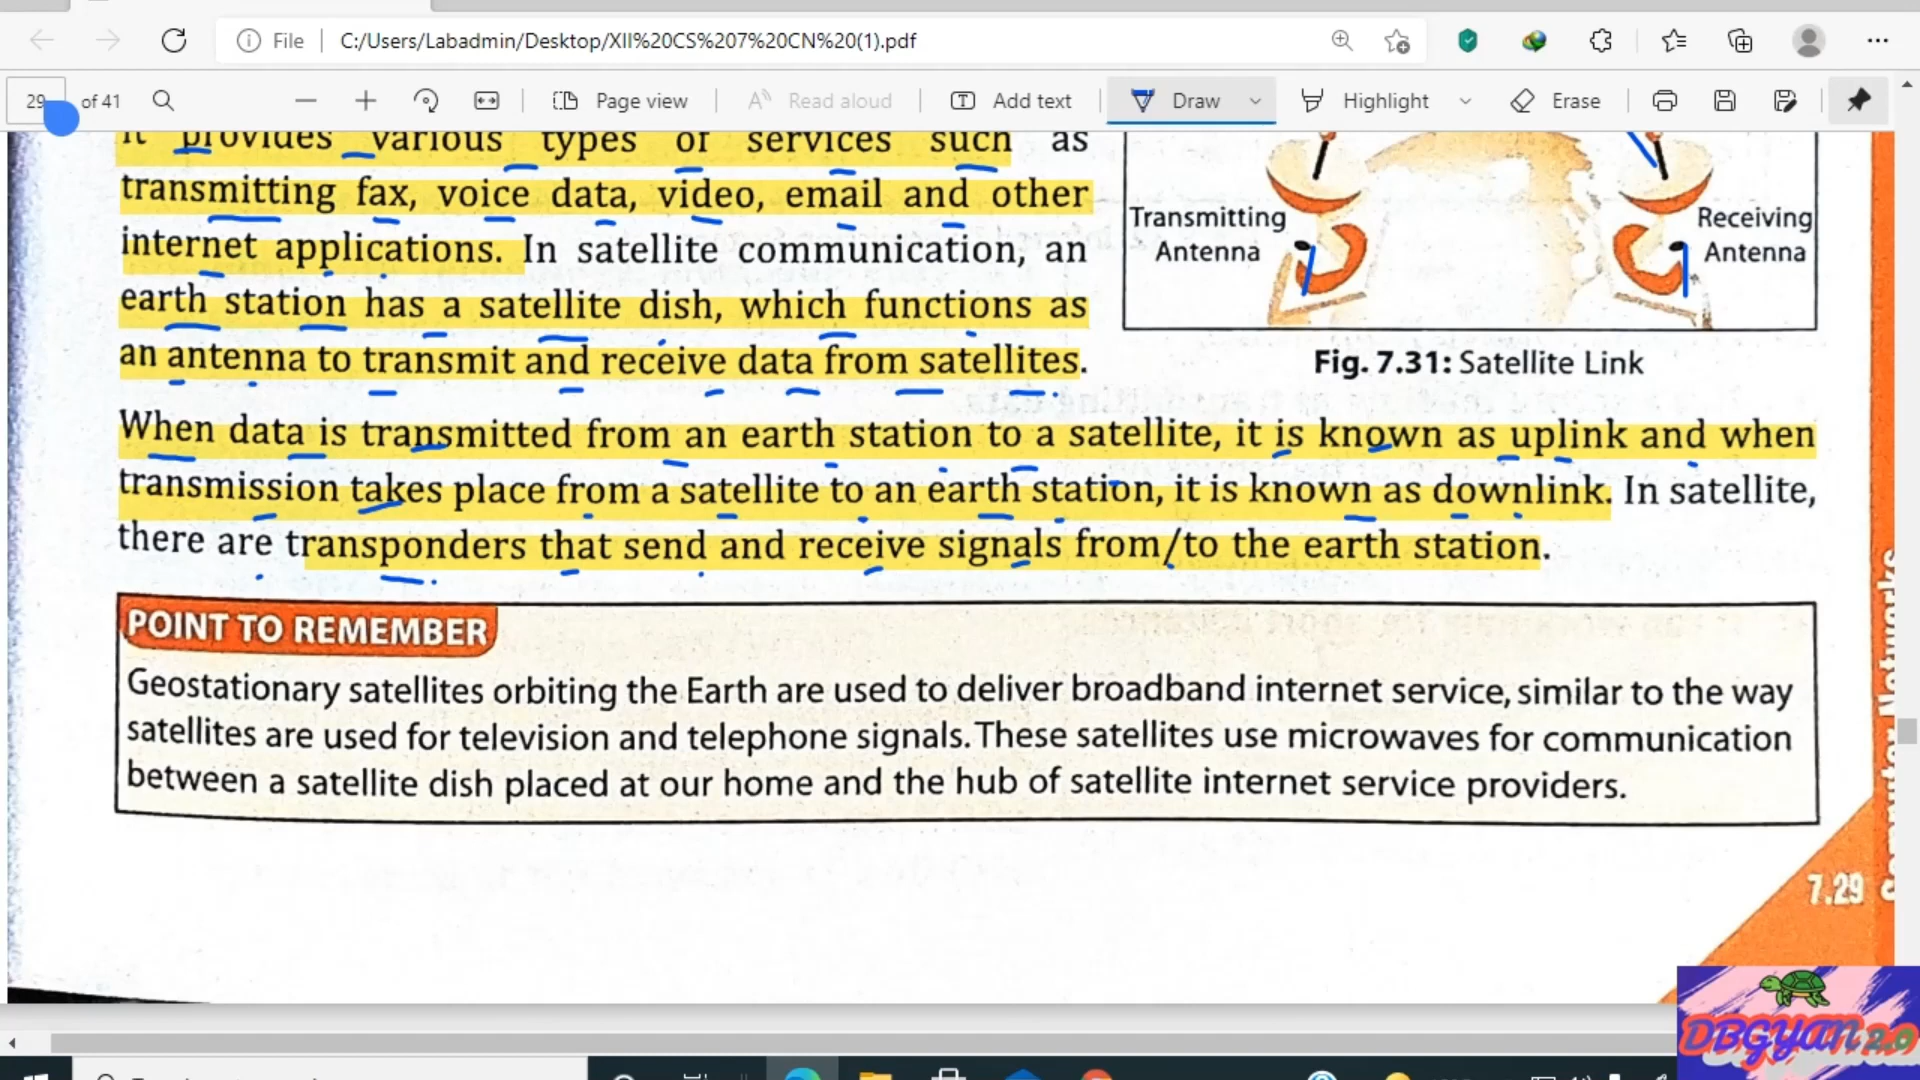 File
C:/Users/Labadmin/Desktop/XII%20CS%207%20CN%20(1).pdf
29 of 41
Page view
Read aloud
Add text
Draw
Highlight
Erase
It provides various types of services such as
transmitting fax, voice data, video, email and other
internet applications. In satellite communication, an
earth station has a satellite dish, which functions as
an antenna to transmit and receive data from satellites.
Transmitting
Antenna
Receiving
Antenna
Fig. 7.31: Satellite Link
When data is transmitted from an earth station to a satellite, it is known as uplink and when
transmission takes place from a satellite to an earth station, it is known as downlink. In satellite,
there are transponders that send and receive signals from/to the earth station.
POINT TO REMEMBER
Geostationary satellites orbiting the Earth are used to deliver broadband internet service, similar to the way
satellites are used for television and telephone signals. These satellites use microwaves for communication
between a satellite dish placed at our home and the hub of satellite internet service providers.
7.29
DBGYAN 2.0